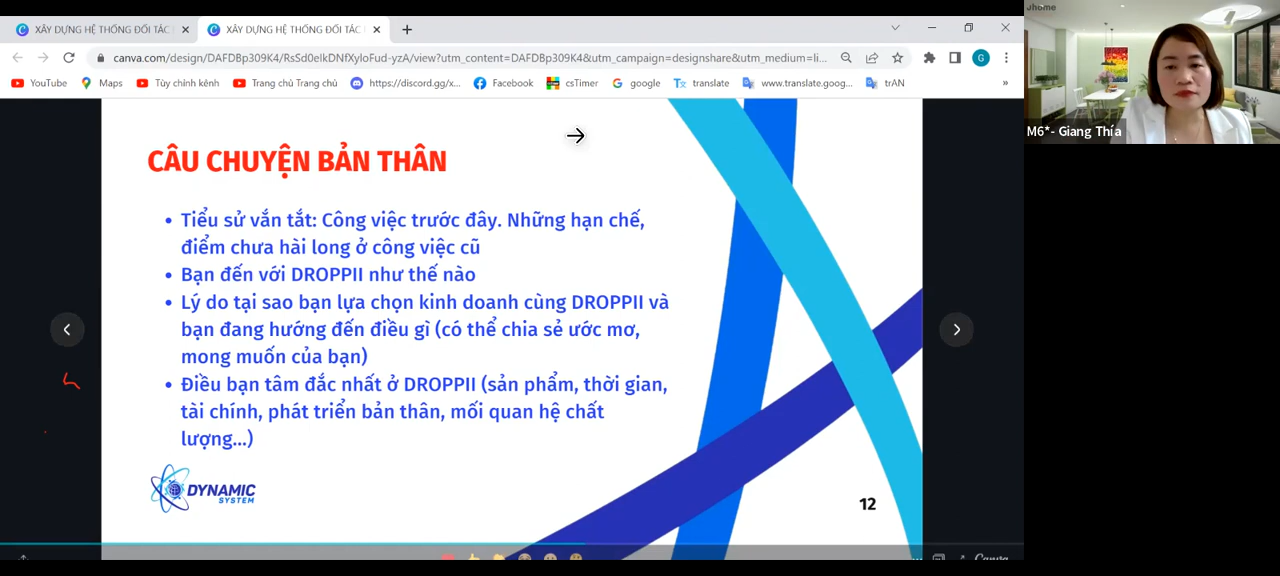 XÂY DỰNG HỆ THỐNG ĐỐI TÁC
XÂY DỰNG HỆ THỐNG ĐỐI TÁC
canva.com/design/DAFDBp309K4/RsSd0elkDNfXyloFud-yzA/view?utm_content=DAFDBp309K4&utm_campaign=designshare&utm_medium=li...
G
YouTube
Maps
Tùy chỉnh kênh
Trang chủ Trang chủ
https://discord.gg/x...
Facebook
csTimer
google
translate
www.translate.goog...
trAN
»
Jhome
M6*- Giang Thía
CÂU CHUYỆN BẢN THÂN
• Tiểu sử vắn tắt: Công việc trước đây. Những hạn chế,
điểm chưa hài long ở công việc cũ
• Bạn đến với DROPPII như thế nào
• Lý do tại sao bạn lựa chọn kinh doanh cùng DROPPII và
bạn đang hướng đến điều gì (có thể chia sẻ ước mơ,
mong muốn của bạn)
• Điều bạn tâm đắc nhất ở DROPPII (sản phẩm, thời gian,
tài chính, phát triển bản thân, mối quan hệ chất
lượng...)
DYNAMIC
SYSTEM
12
Canva